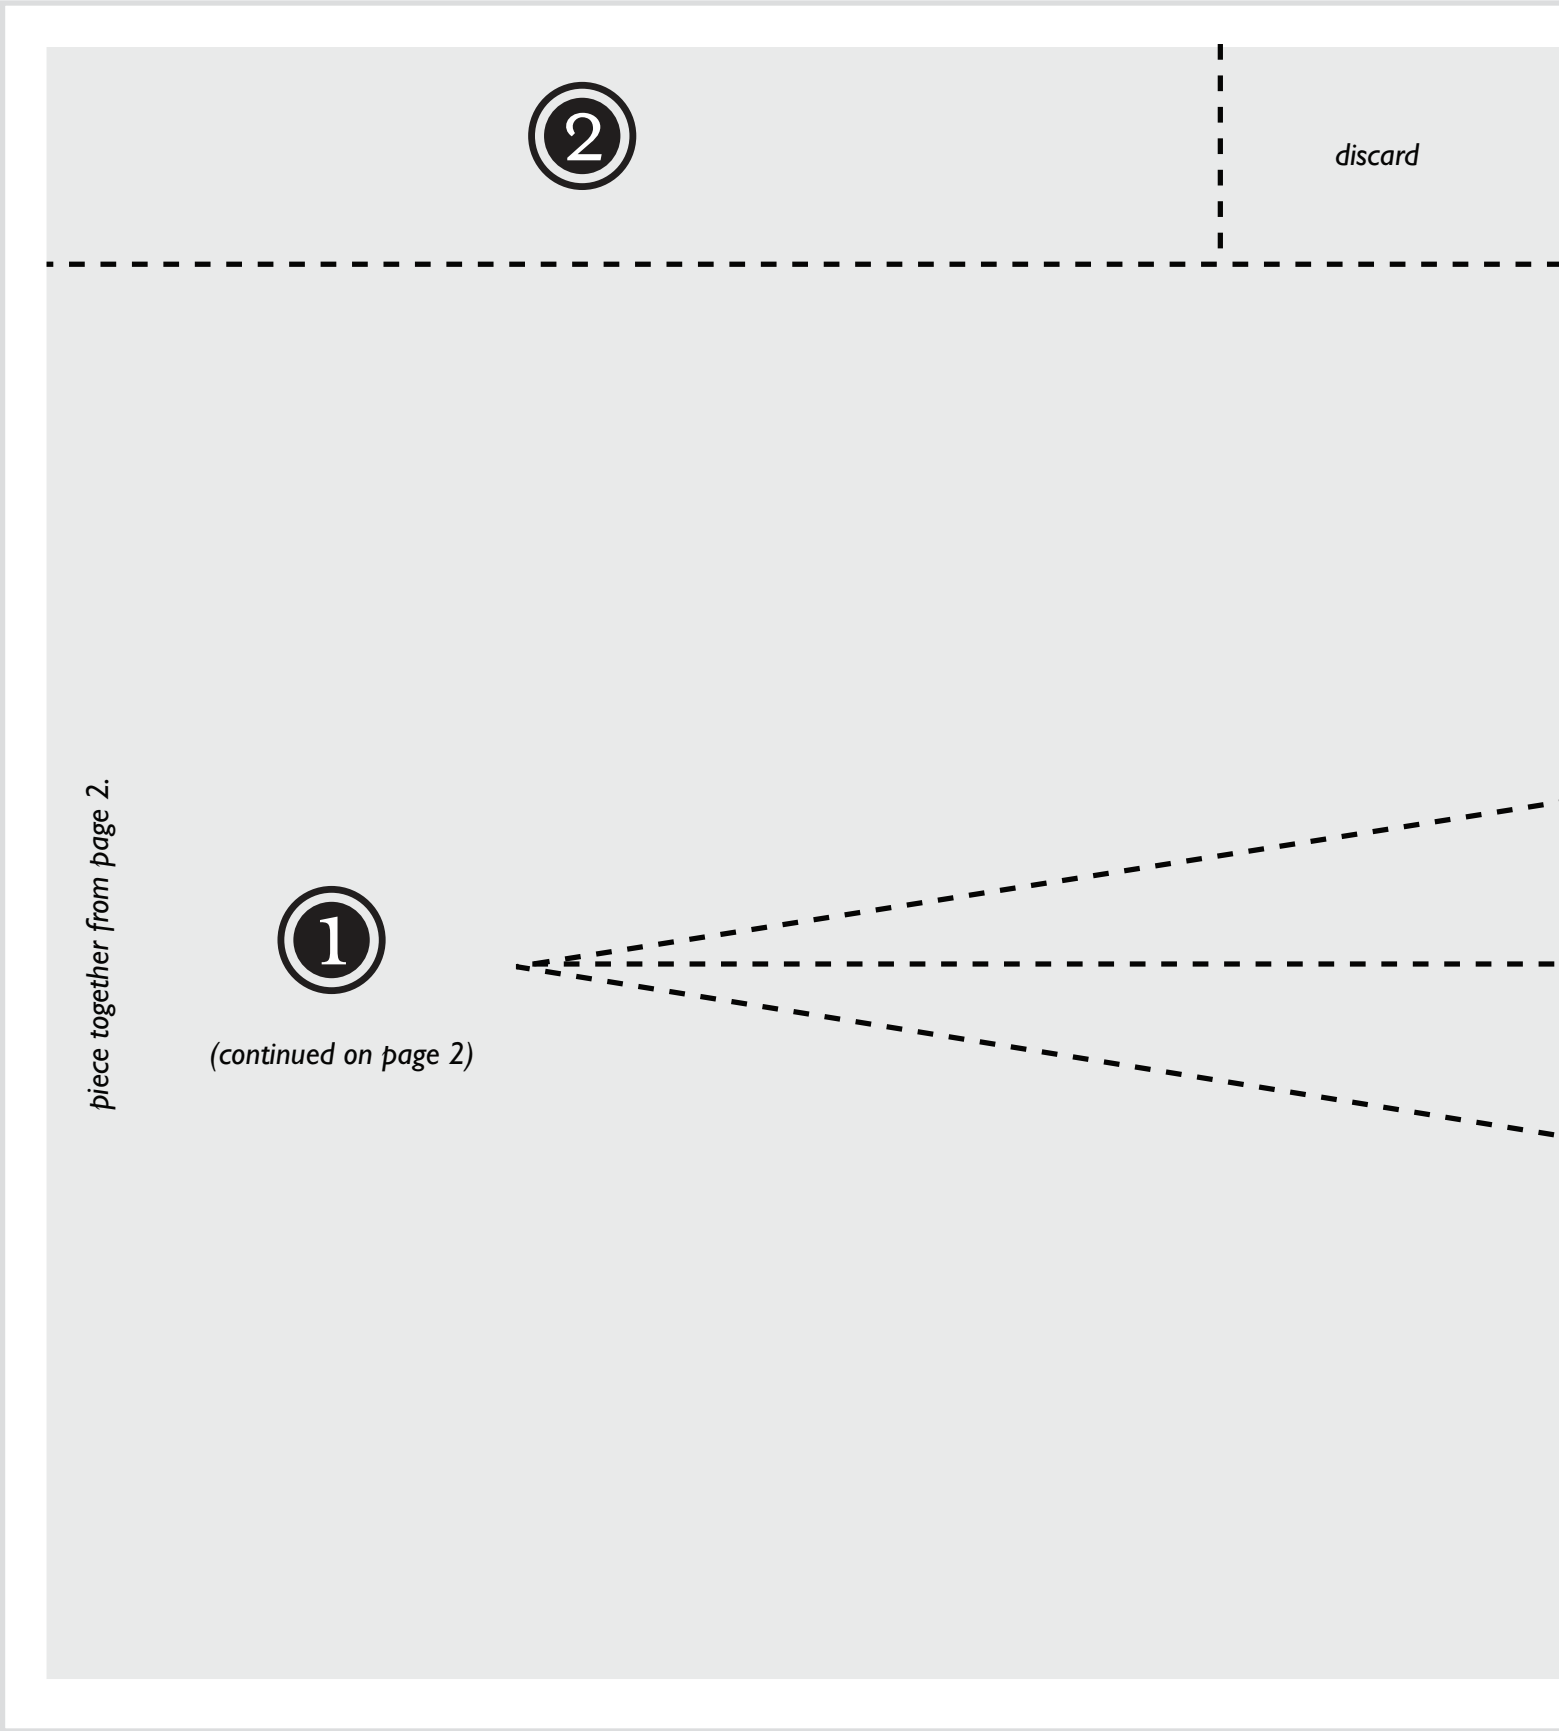 2
discard
piece together from page 2.
1
(continued on page 2)